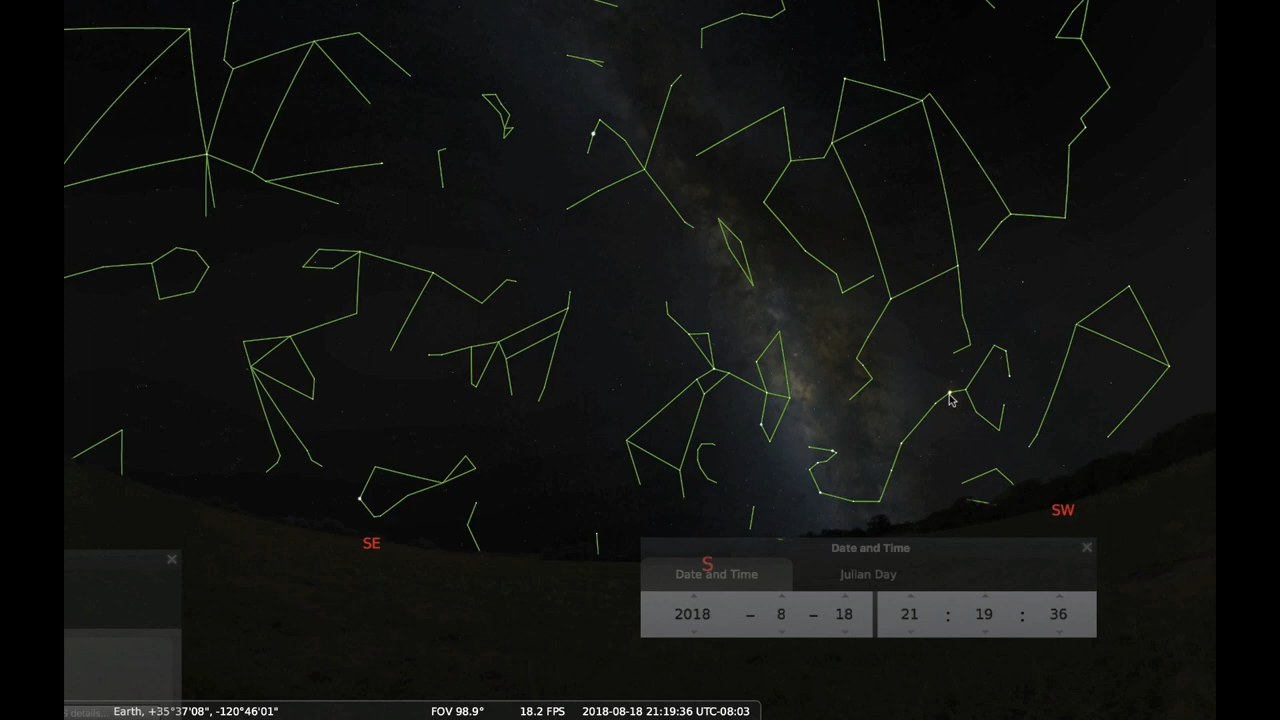 SW
SE
S
Date and Time
Date and Time Julian Day
2018 – 8 – 18 21 : 19 : 36
details... Earth, +35°37'08", -120°46'01" FOV 98.9° 18.2 FPS 2018-08-18 21:19:36 UTC-08:03